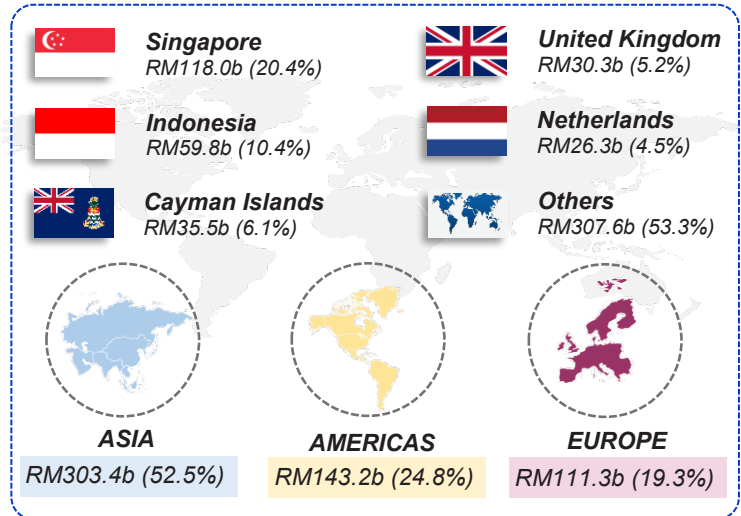 Singapore
RM118.0b (20.4%)
United Kingdom
RM30.3b (5.2%)
Indonesia
RM59.8b (10.4%)
Netherlands
RM26.3b (4.5%)
Cayman Islands
RM35.5b (6.1%)
Others
RM307.6b (53.3%)
ASIA
RM303.4b (52.5%)
AMERICAS
RM143.2b (24.8%)
EUROPE
RM111.3b (19.3%)